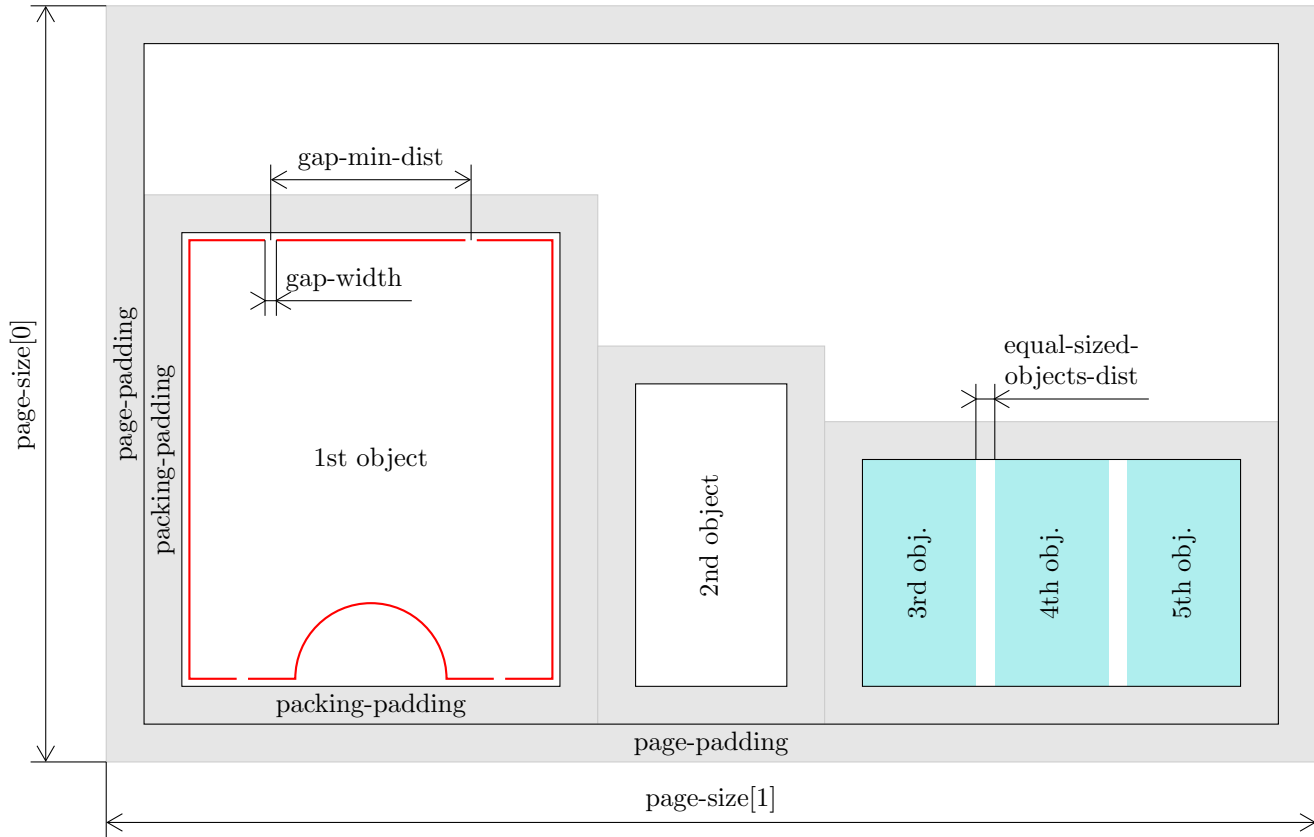 gap-min-dist
gap-width
page-size[0]
page-padding
packing-padding
equal-sized-
objects-dist
1st object
2nd object
3rd obj.
4th obj.
5th obj.
packing-padding
page-padding
page-size[1]